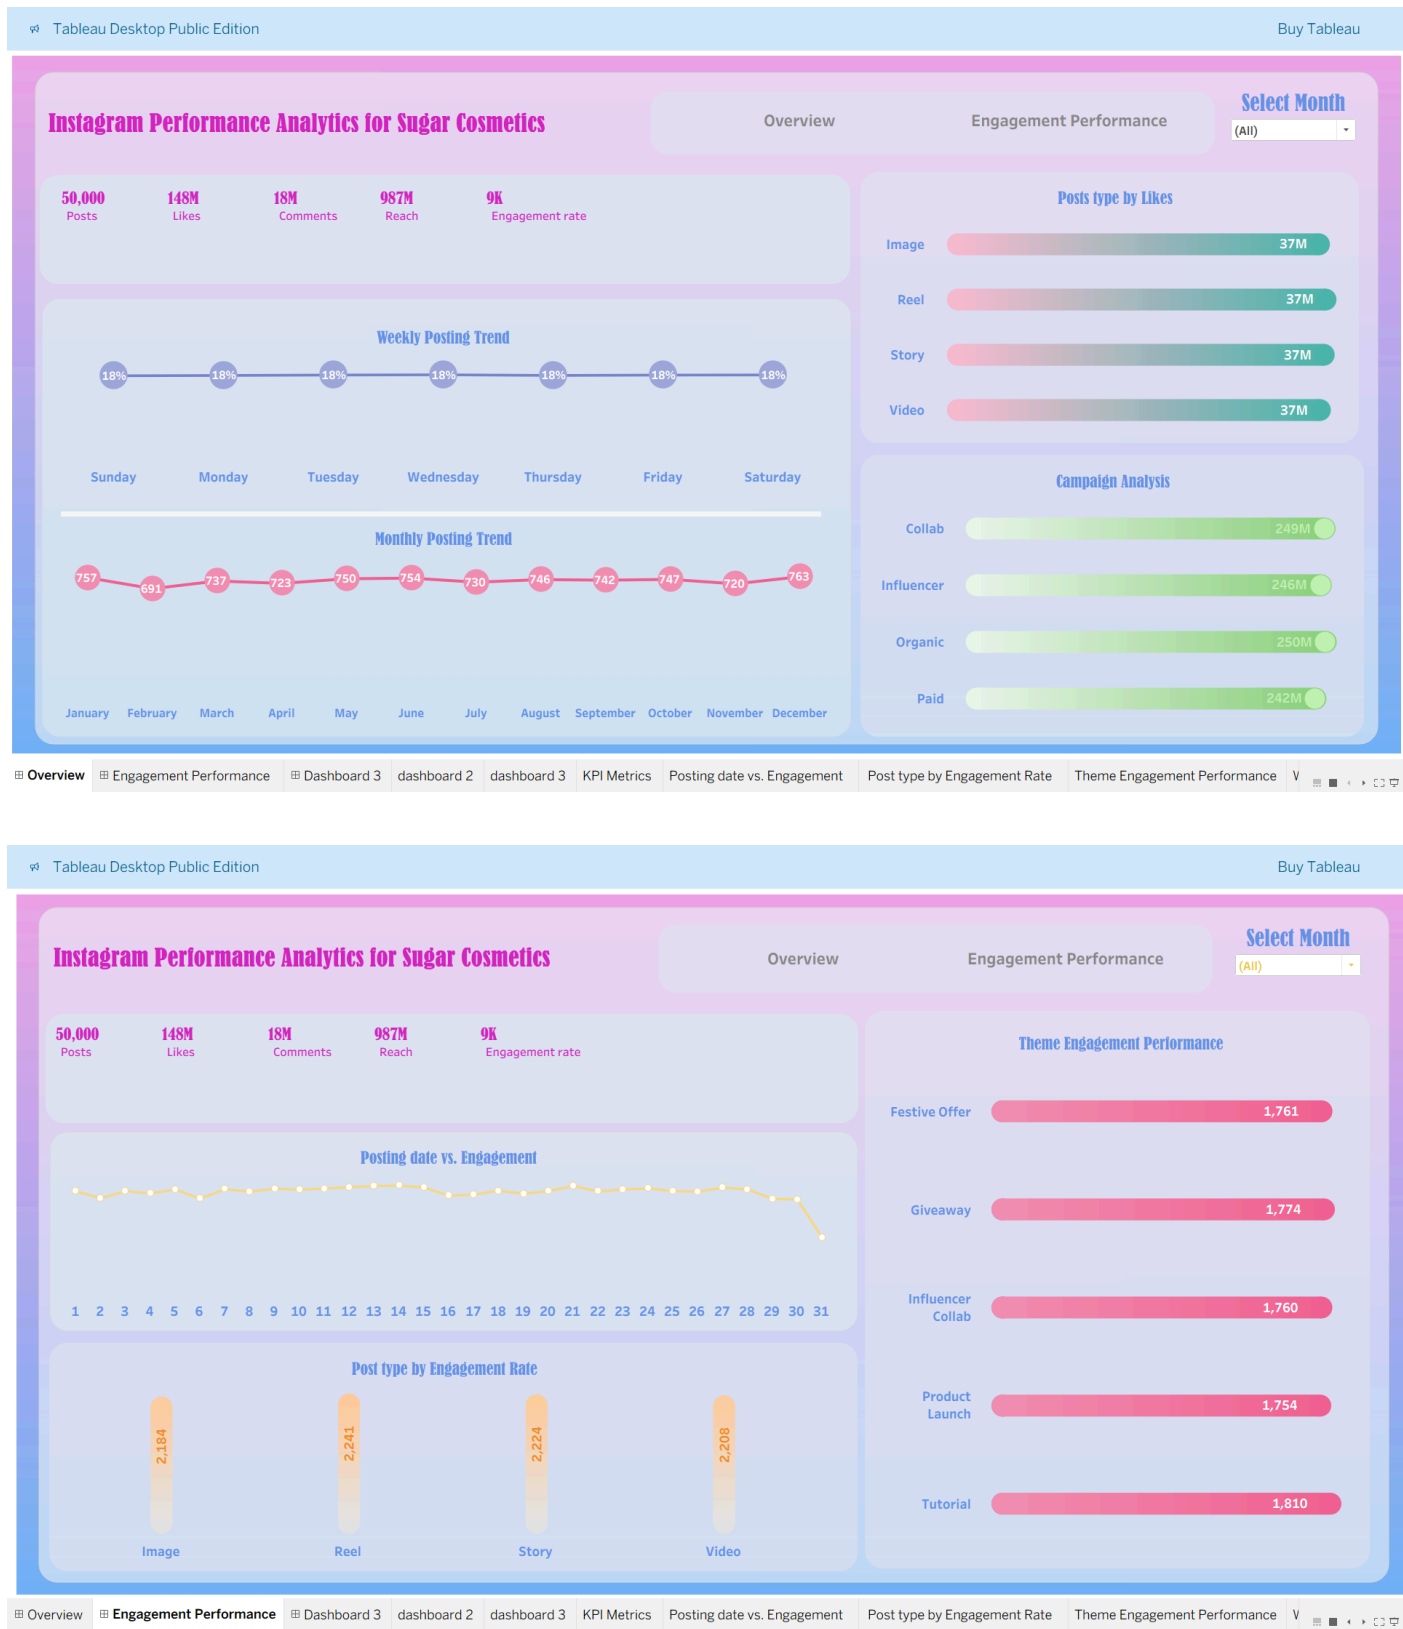 Tableau Desktop Public Edition
Buy Tableau
Instagram Performance Analytics for Sugar Cosmetics
Overview
Engagement Performance
Select Month
(All)
50,000 148M 18M 987M 9K
Posts Likes Comments Reach Engagement rate
Weekly Posting Trend
18% 18% 18% 18% 18% 18% 18%
Sunday Monday Tuesday Wednesday Thursday Friday Saturday
Monthly Posting Trend
757 691 737 723 750 754 730 746 742 747 720 763
January February March April May June July August September October November December
Posts type by Likes
Image 37M
Reel 37M
Story 37M
Video 37M
Campaign Analysis
Collab 249M
Influencer 246M
Organic 250M
Paid 242M
Overview Engagement Performance Dashboard 3 dashboard 2 dashboard 3 KPI Metrics Posting date vs. Engagement Post type by Engagement Rate Theme Engagement Performance
Tableau Desktop Public Edition
Buy Tableau
Instagram Performance Analytics for Sugar Cosmetics
Overview
Engagement Performance
Select Month
(All)
50,000 148M 18M 987M 9K
Posts Likes Comments Reach Engagement rate
Posting date vs. Engagement
1 2 3 4 5 6 7 8 9 10 11 12 13 14 15 16 17 18 19 20 21 22 23 24 25 26 27 28 29 30 31
Post type by Engagement Rate
2,184 2,241 2,224 2,208
Image Reel Story Video
Theme Engagement Performance
Festive Offer 1,761
Giveaway 1,774
Influencer
Collab 1,760
Product
Launch 1,754
Tutorial 1,810
Overview Engagement Performance Dashboard 3 dashboard 2 dashboard 3 KPI Metrics Posting date vs. Engagement Post type by Engagement Rate Theme Engagement Performance